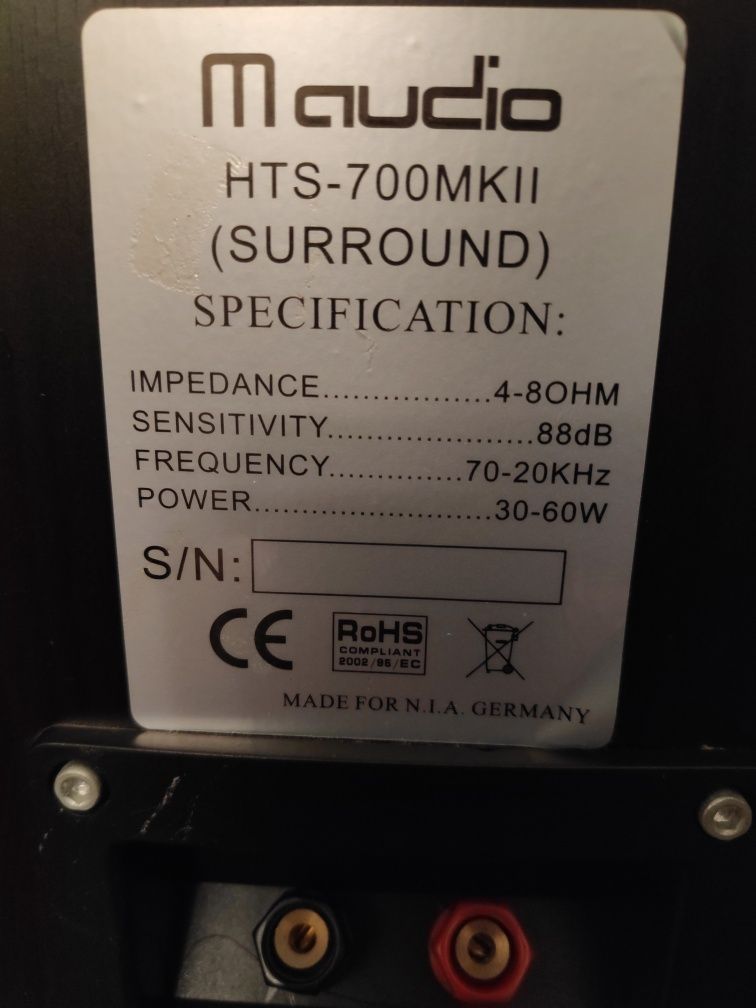 M audio
HTS-700MKII
(SURROUND)
SPECIFICATION:
IMPEDANCE.................4-8OHM
SENSITIVITY.....................88dB
FREQUENCY..............70-20KHz
POWER........................30-60W
S/N:
CE
RoHS
COMPLIANT
2002/95/EC
MADE FOR N.I.A. GERMANY